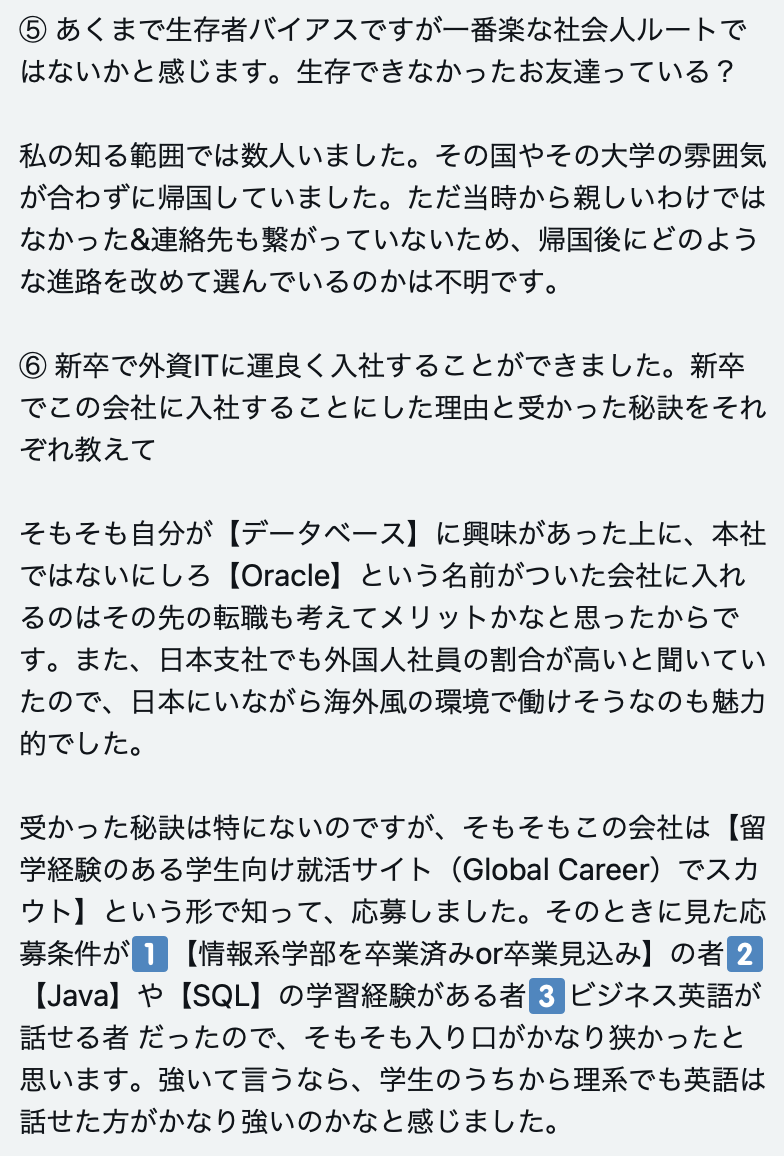 ⑤ あくまで生存者バイアスですが一番楽な社会人ルートで
はないかと感じます。生存できなかったお友達っている？
私の知る範囲では数人いました。その国やその大学の雰囲気
が合わずに帰国していました。ただ当時から親しいわけでは
なかった&連絡先も繋がっていないため、帰国後にどのよう
な進路を改めて選んでいるのかは不明です。
⑥ 新卒で外資ITに運良く入社することができました。新卒
でこの会社に入社することにした理由と受かった秘訣をそれ
ぞれ教えて
そもそも自分が【データベース】に興味があった上に、本社
ではないにしろ【Oracle】という名前がついた会社に入れ
るのはその先の転職も考えてメリットかなと思ったからで
す。また、日本支社でも外国人社員の割合が高いと聞いてい
たので、日本にいながら海外風の環境で働けそうなのも魅力
的でした。
受かった秘訣は特にないのですが、そもそもこの会社は【留
学経験のある学生向け就活サイト（Global Career）でスカ
ウト】という形で知って、応募しました。そのときに見た応
募条件が1️⃣【情報系学部を卒業済みor卒業見込み】の者2️⃣
【Java】や【SQL】の学習経験がある者3️⃣ビジネス英語が
話せる者 だったので、そもそも入り口がかなり狭かったと
思います。強いて言うなら、学生のうちから理系でも英語は
話せた方がかなり強いのかなと感じました。